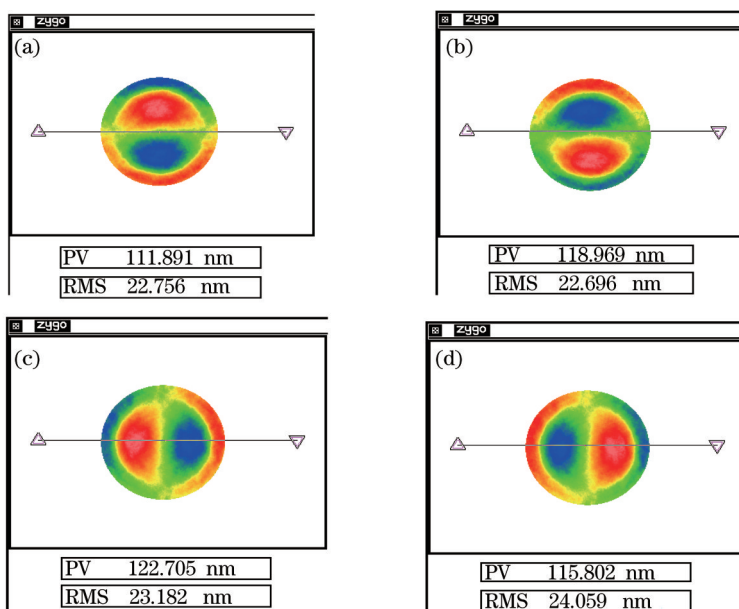 zygo
(a)
PV 111.891 nm
RMS 22.756 nm
zygo
(b)
PV 118.969 nm
RMS 22.696 nm
zygo
(c)
PV 122.705 nm
RMS 23.182 nm
zygo
(d)
PV 115.802 nm
RMS 24.059 nm